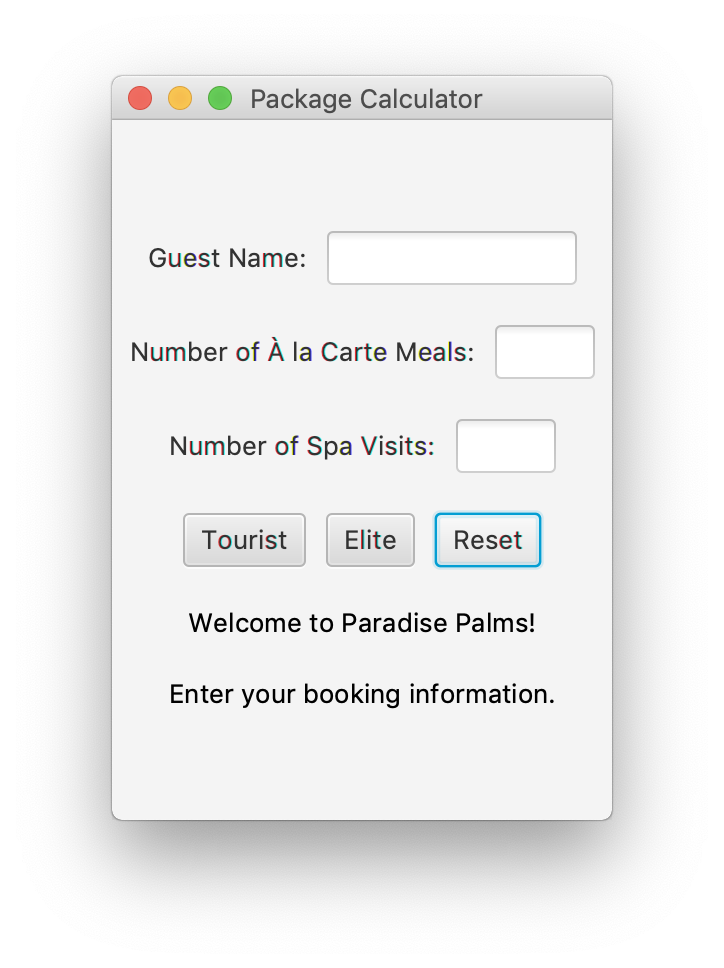 Package Calculator
Guest Name:
Number of À la Carte Meals:
Number of Spa Visits:
Tourist Elite Reset
Welcome to Paradise Palms!
Enter your booking information.